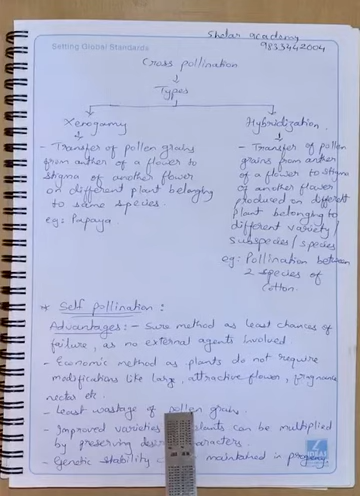 Shelar academy
9833442004
Setting Global Standards
Cross pollination
Types
Xenogamy
- Transfer of pollen grains
from anther of a flower to
stigma of another flower
on different plant belonging
to same species.
eg: Papaya
Hybridization.
- Transfer of pollen
grains from anther
of a flower to stigma
of another flower
produced on different
plant belonging to
different variety/
Subspecies/species
eg: Pollination between
2 species of
Cotton.
* Self pollination :
Advantages:- Sure method as least chances of
failure, as no external agents Involved
- Economic method as plants do not require
modifications like large, attractive flower, fragnance
nectar etc.
- Least wastage of pollen grains.
- Improved varieties plants can be multiplied
by preserving characters.
- Genetic stability maintained in progeny
IDEAL